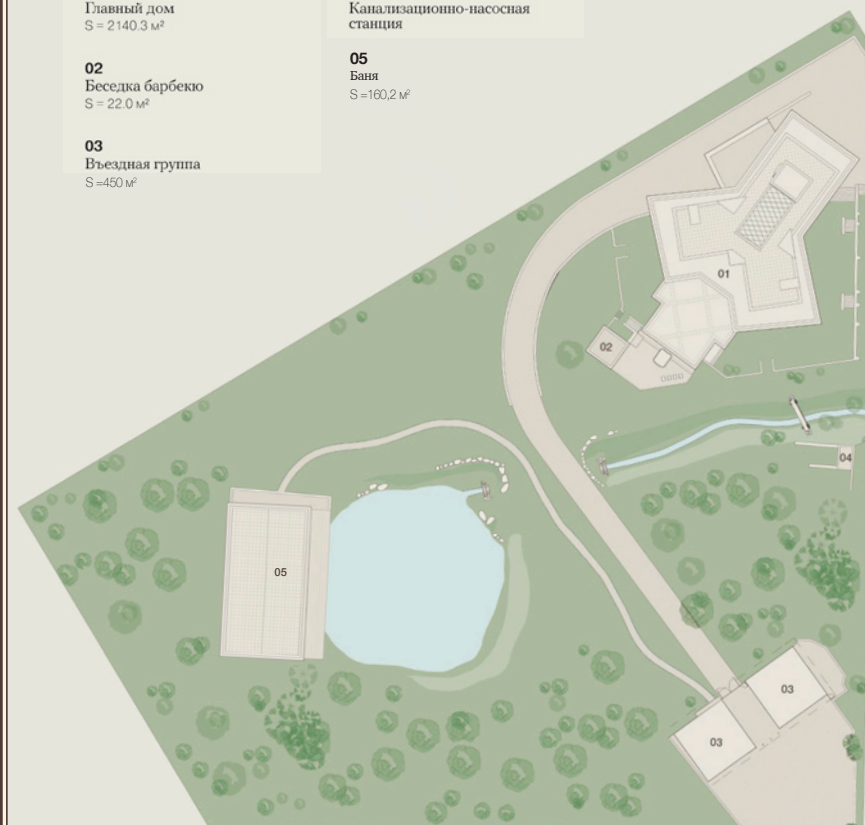 Главный дом
S = 2140.3 м²
02
Беседка барбекю
S = 22.0 м²
03
Въездная группа
S =450 м²
Канализационно-насосная
станция
05
Баня
S =160,2 м²
01
02
04
05
03
03